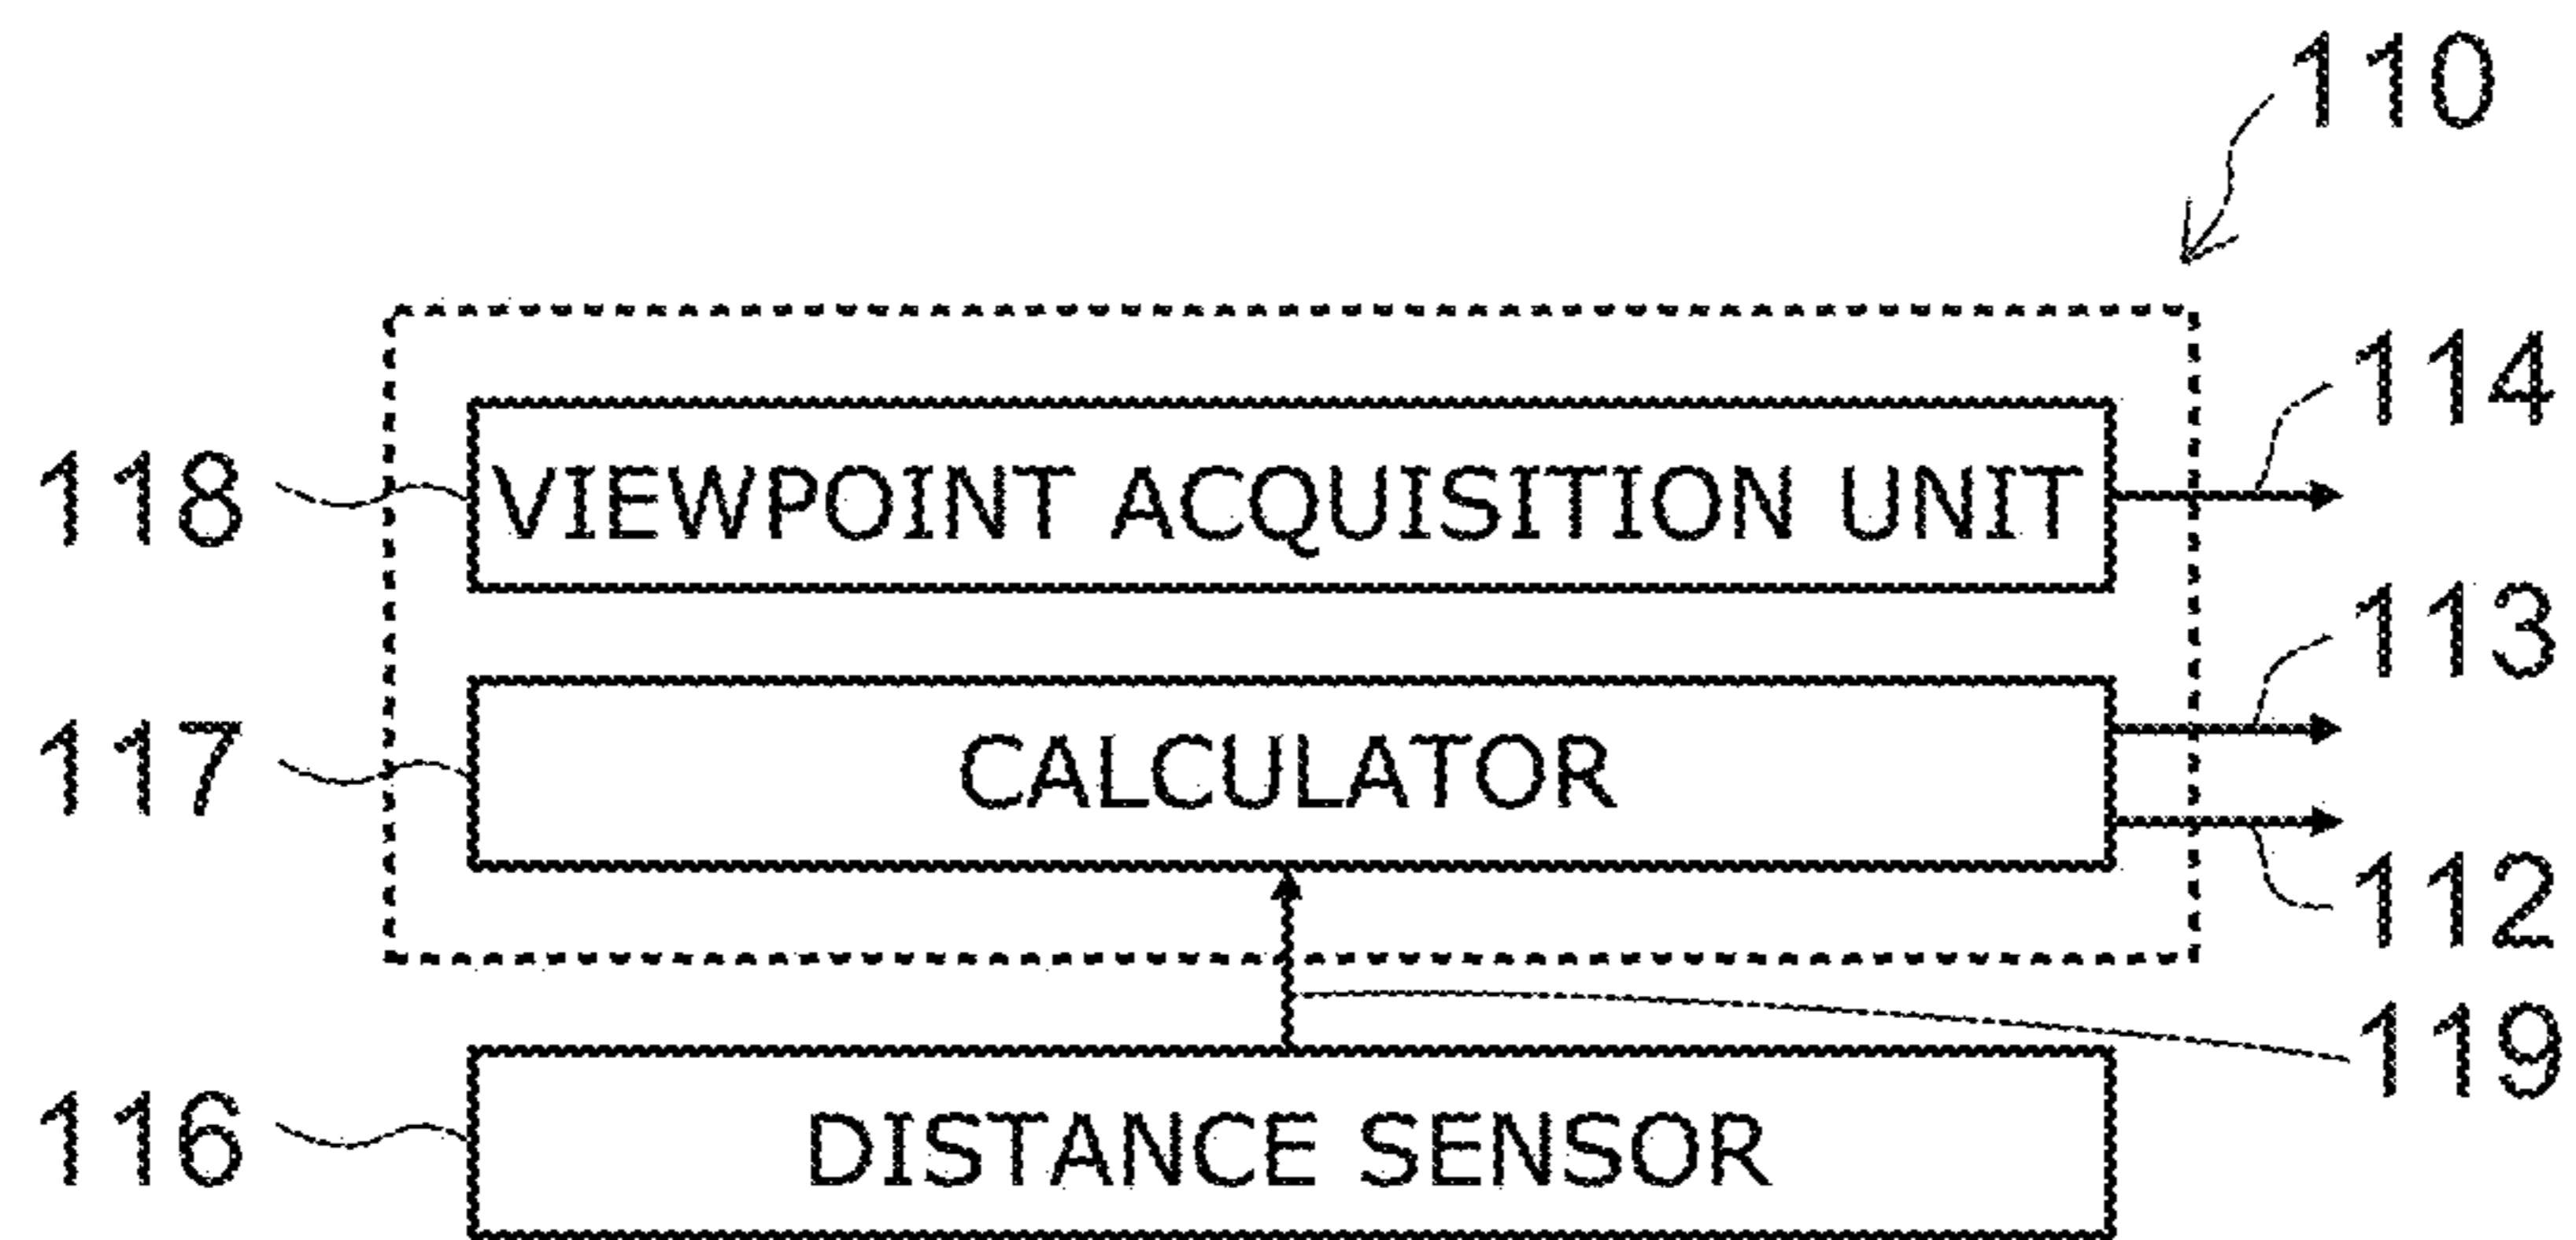 110
114
118 VIEWPOINT ACQUISITION UNIT
113
117 CALCULATOR
112
119
116 DISTANCE SENSOR